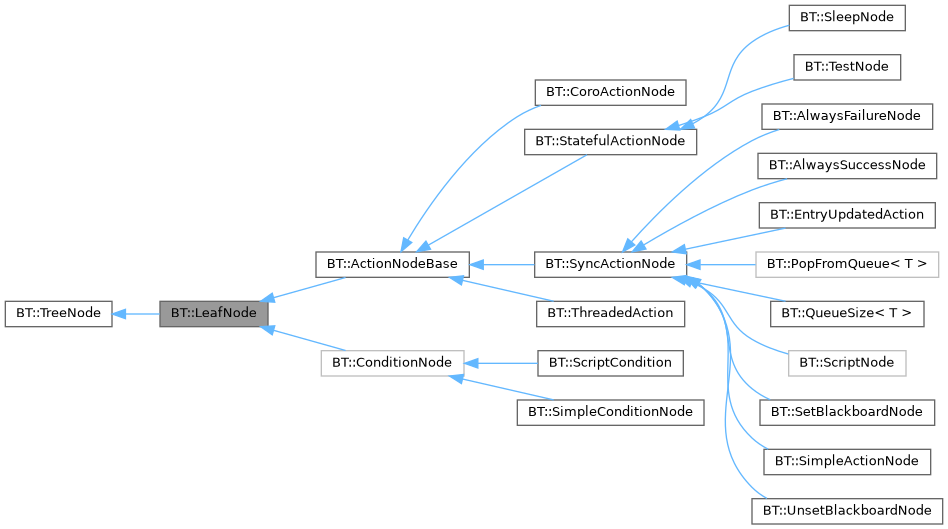 BT::SleepNode
BT::TestNode
BT::CoroActionNode
BT::AlwaysFailureNode
BT::StatefulActionNode
BT::AlwaysSuccessNode
BT::EntryUpdatedAction
BT::ActionNodeBase
BT::SyncActionNode
BT::PopFromQueue< T >
BT::TreeNode
BT::LeafNode
BT::ThreadedAction
BT::QueueSize< T >
BT::ConditionNode
BT::ScriptCondition
BT::ScriptNode
BT::SimpleConditionNode
BT::SetBlackboardNode
BT::SimpleActionNode
BT::UnsetBlackboardNode